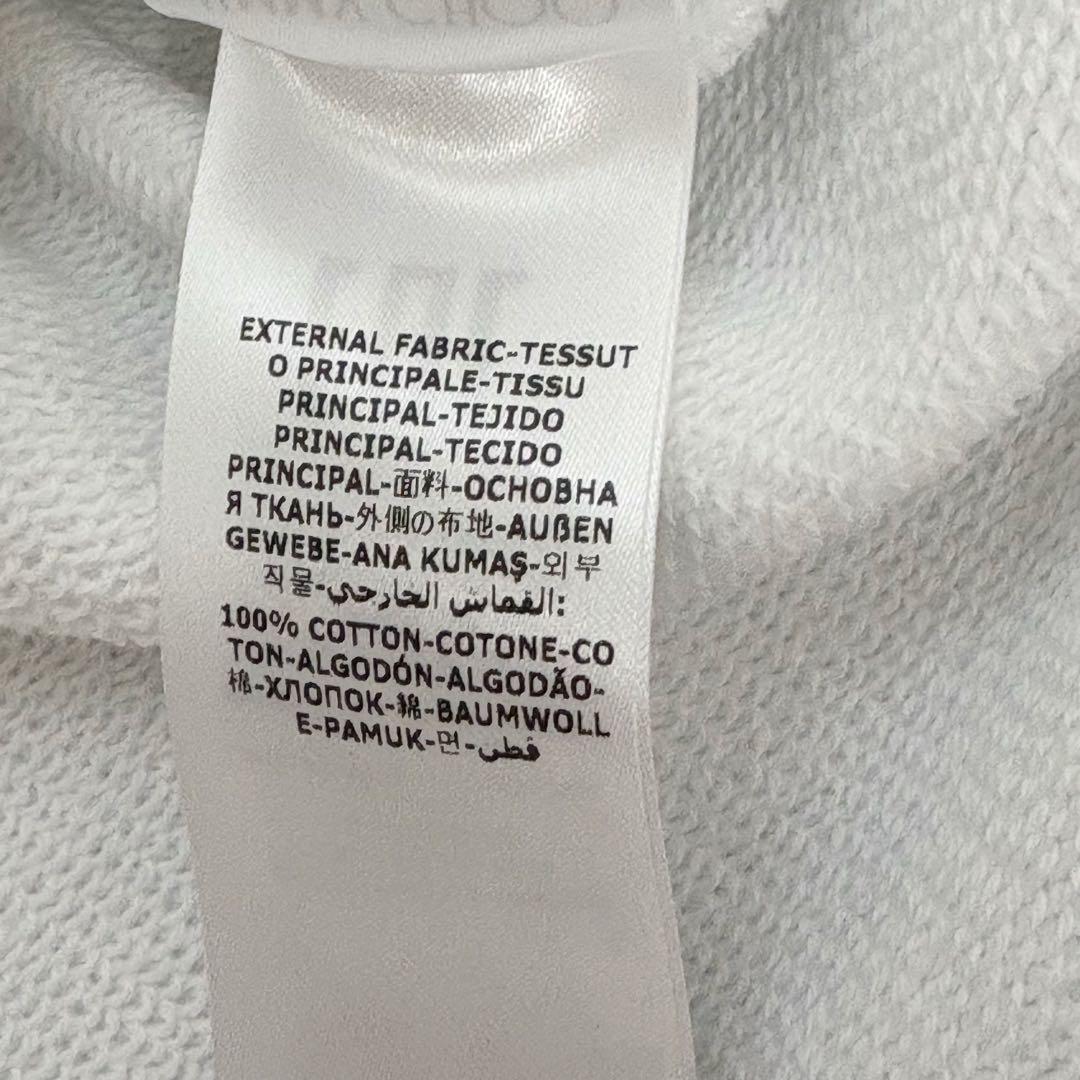 EXTERNAL FABRIC-TESSUT
O PRINCIPALE-TISSU
PRINCIPAL-TEJIDO
PRINCIPAL-TECIDO
PRINCIPAL-面料-ОСНОВНА
Я ТКАНЬ-外側の布地-AUßEN
GEWEBE-ANA KUMAŞ-외부
직물-القماش الخارجي:
100% COTTON-COTONE-CO
TON-ALGODÓN-ALGODÃO-
棉-ХЛОПОК-綿-BAUMWOLL
E-PAMUK-면-قطن